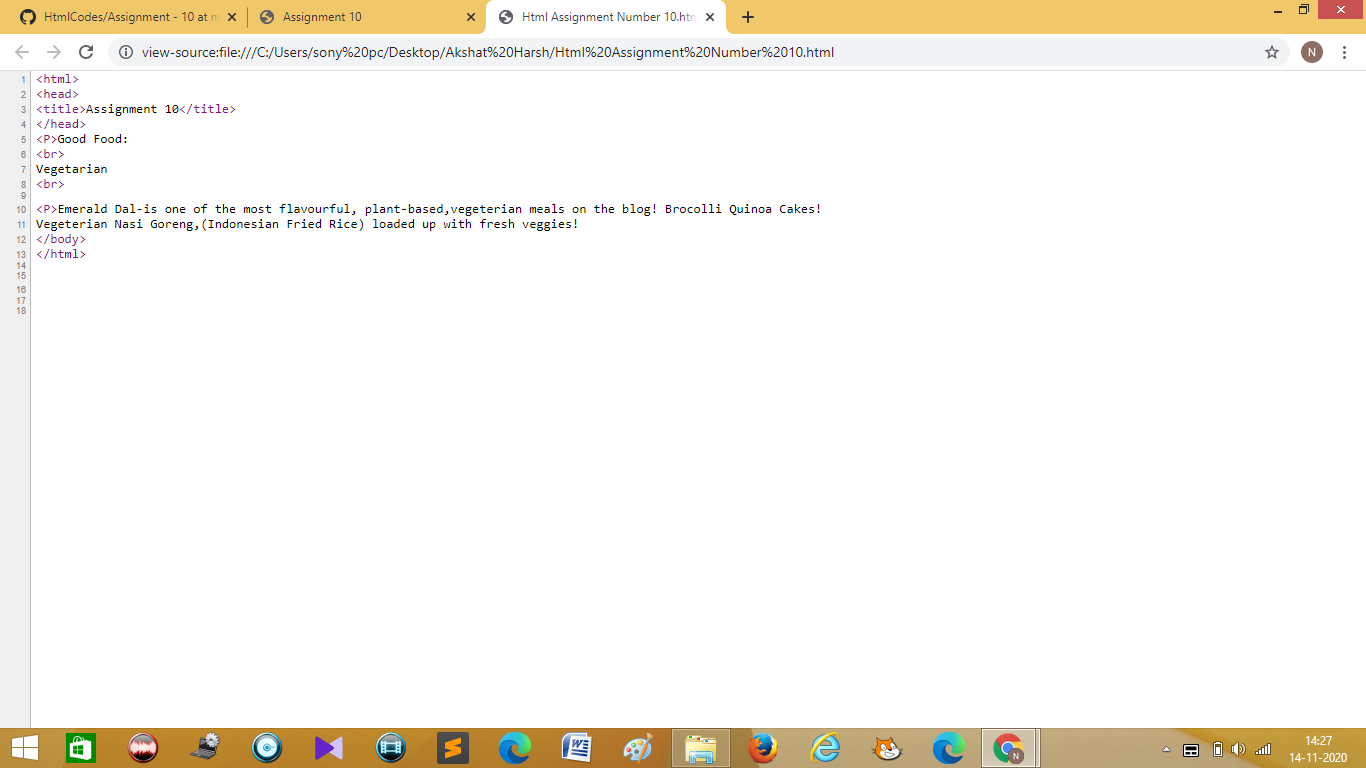 HtmlCodes/Assignment - 10 at m
Assignment 10
Html Assignment Number 10.htm
view-source:file:///C:/Users/sony%20pc/Desktop/Akshat%20Harsh/Html%20Assignment%20Number%2010.html
N
1 <html>
2 <head>
3 <title>Assignment 10</title>
4 </head>
5 <P>Good Food:
6 <br>
7 Vegetarian
8 <br>
9
10 <P>Emerald Dal-is one of the most flavourful, plant-based,vegeterian meals on the blog! Brocolli Quinoa Cakes!
11 Vegeterian Nasi Goreng,(Indonesian Fried Rice) loaded up with fresh veggies!
12 </body>
13 </html>
14
15
16
17
18
N
14:27
14-11-2020